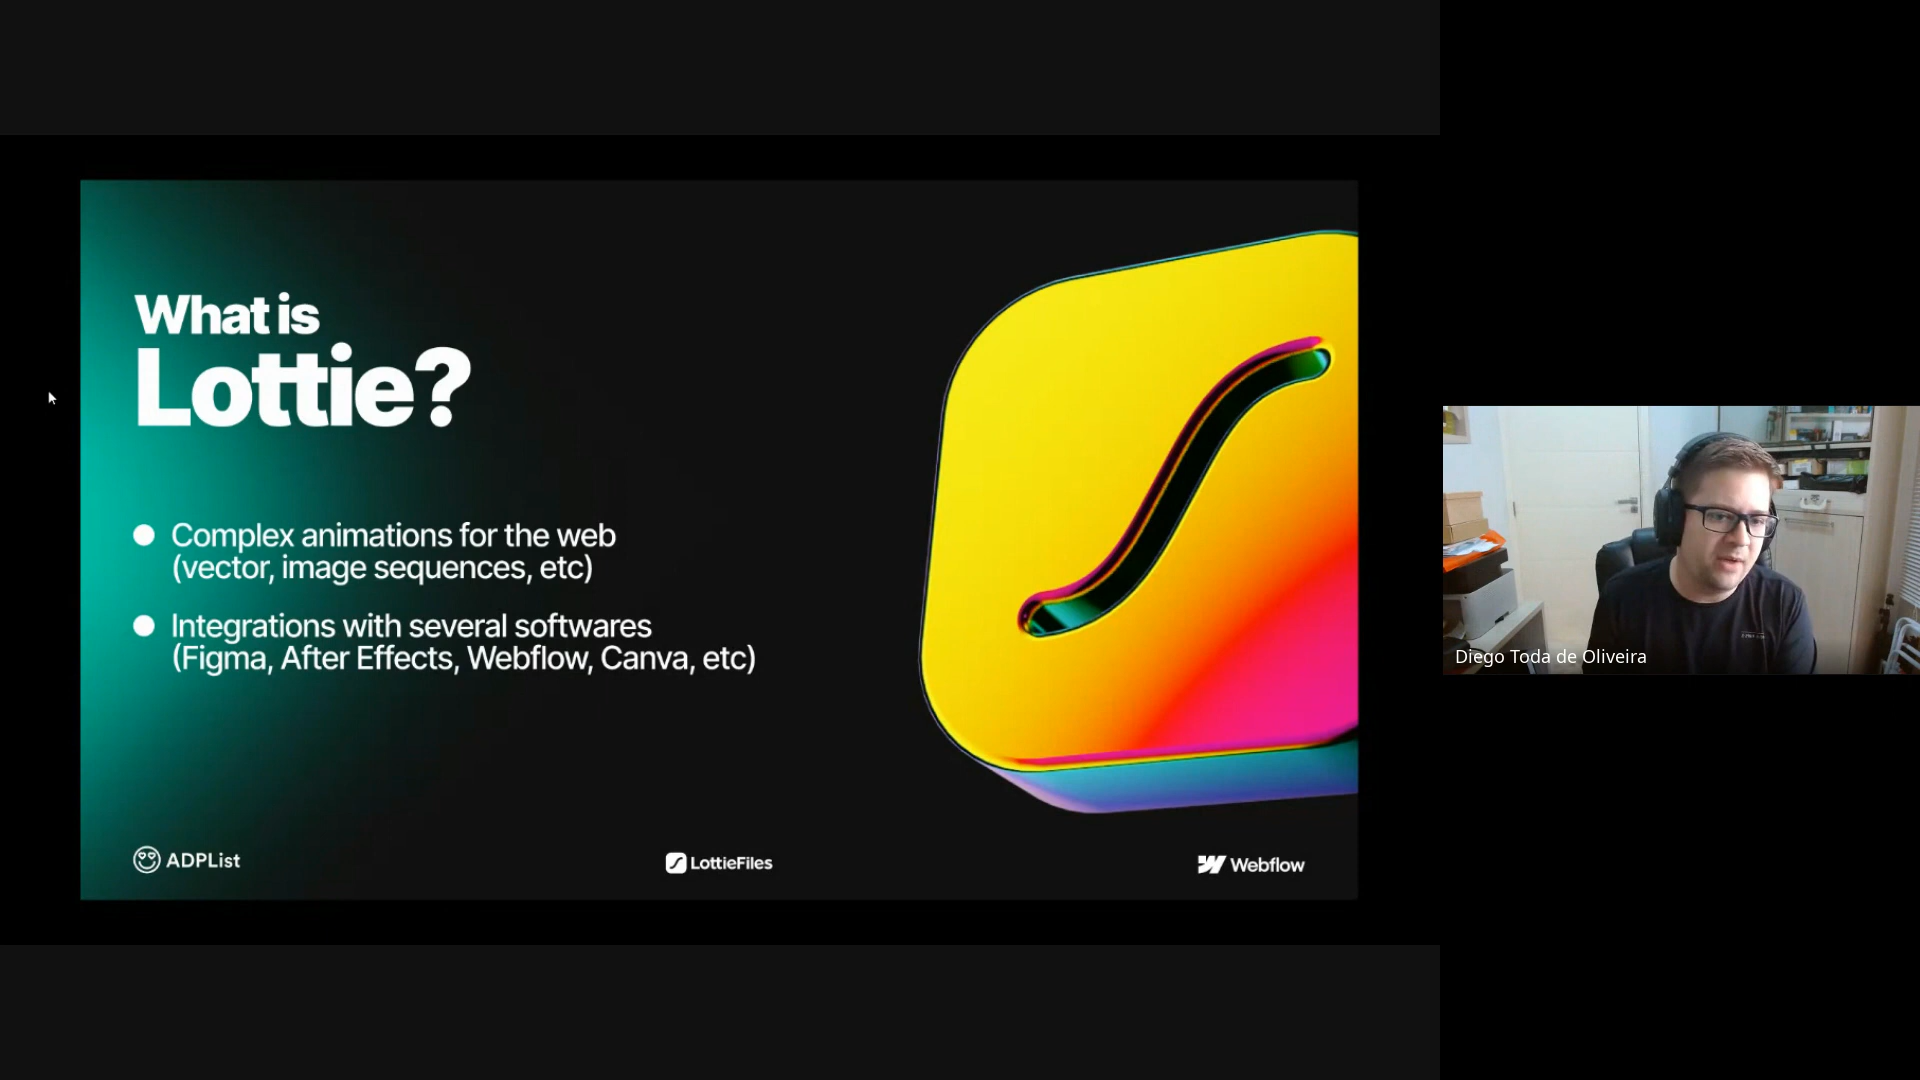 What is
Lottie?
Complex animations for the web
(vector, image sequences, etc)
Integrations with several softwares
(Figma, After Effects, Webflow, Canva, etc)
ADPList
LottieFiles
Webflow
Diego Toda de Oliveira